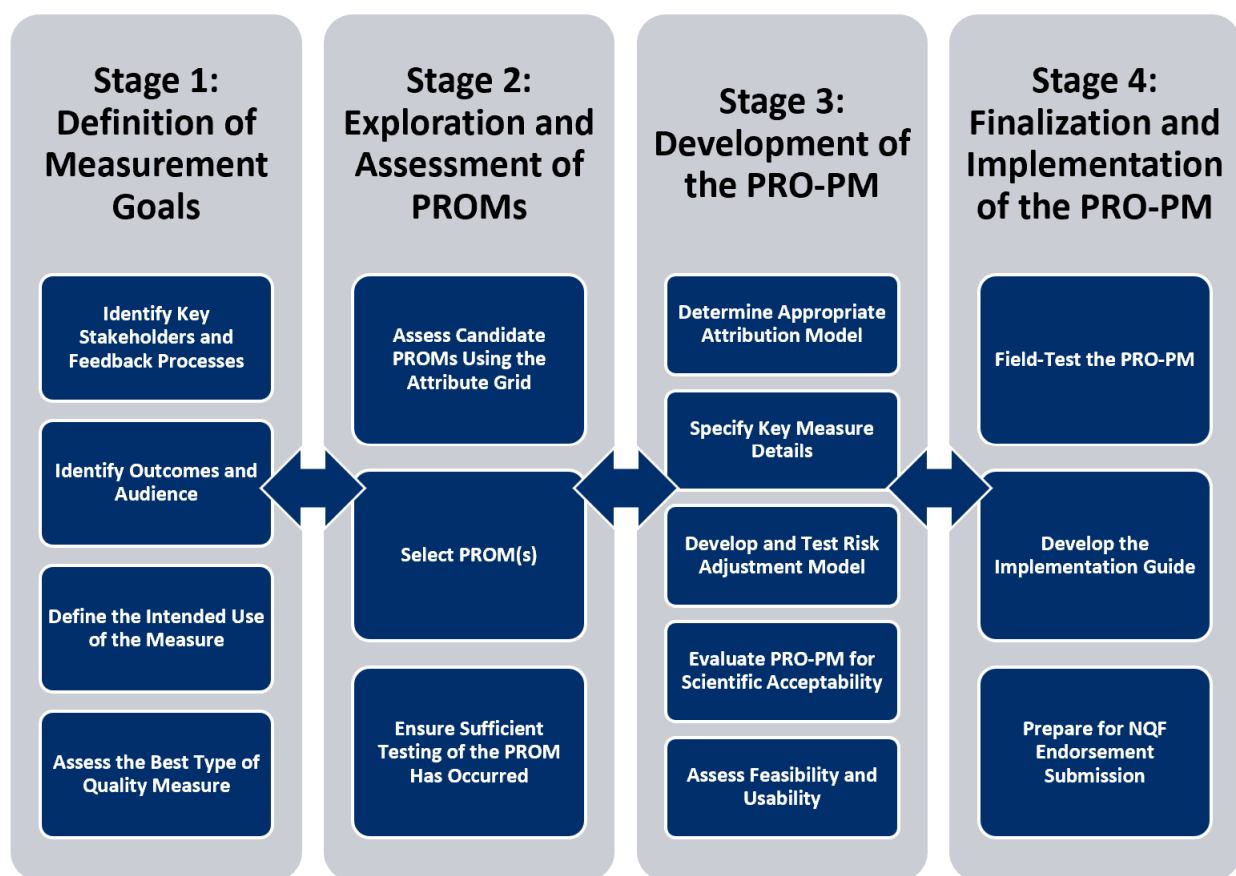 Stage 1:
Definition of
Measurement
Goals
Identify Key
Stakeholders and
Feedback Processes
Identify Outcomes and
Audience
Define the Intended Use
of the Measure
Assess the Best Type of
Quality Measure
Stage 2:
Exploration and
Assessment of
PROMs
Assess Candidate
PROMs Using the
Attribute Grid
Select PROM(s)
Ensure Sufficient
Testing of the PROM
Has Occurred
Stage 3:
Development of
the PRO-PM
Determine Appropriate
Attribution Model
Specify Key Measure
Details
Develop and Test Risk
Adjustment Model
Evaluate PRO-PM for
Scientific Acceptability
Assess Feasibility and
Usability
Stage 4:
Finalization and
Implementation
of the PRO-PM
Field-Test the PRO-PM
Develop the
Implementation Guide
Prepare for NQF
Endorsement
Submission